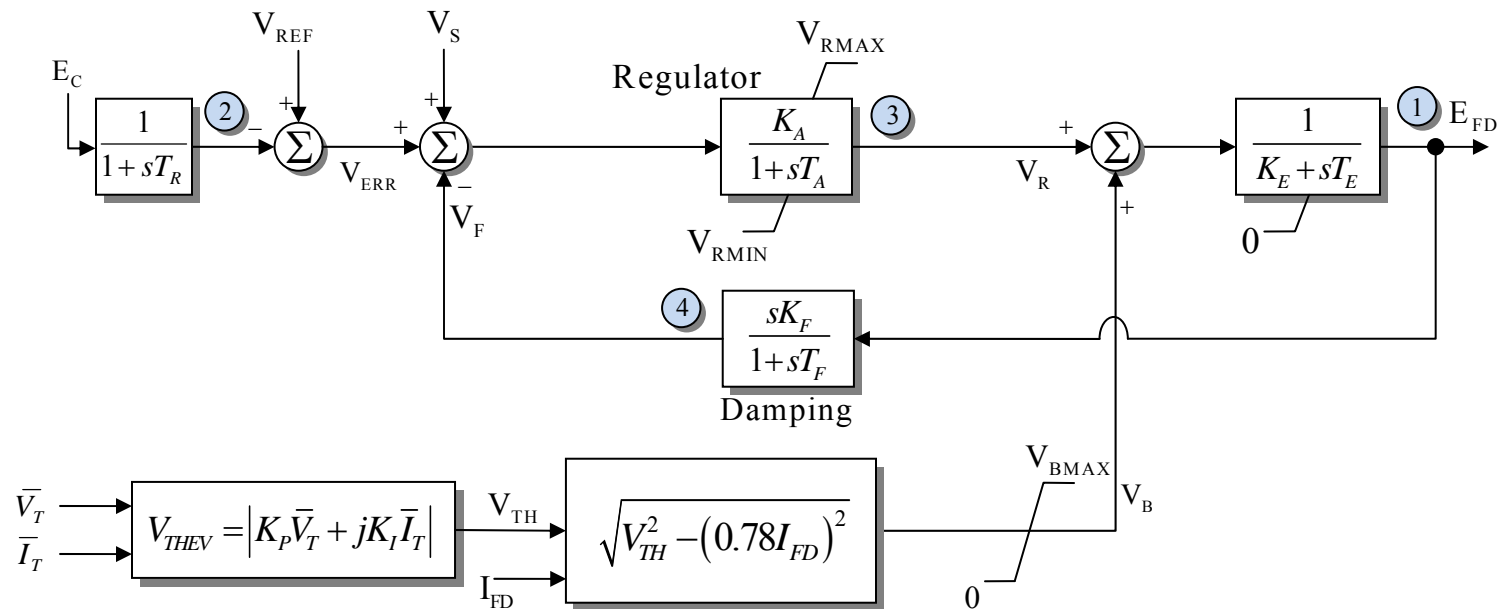 V_REF
V_S
V_RMAX
E_C
Regulator
2
3
1
E_FD
1
1 + sT_R
−
+
Σ
+
+
Σ
−
K_A
1 + sT_A
+
Σ
+
1
K_E + sT_E
V_ERR
V_R
V_F
V_RMIN
0
4
sK_F
1 + sT_F
Damping
V_BMAX
V̅_T
I̅_T
V_THEV = |K_P V̅_T + jK_I I̅_T|
V_TH
I_FD
√(V_TH² − (0.78I_FD)²)
V_B
0